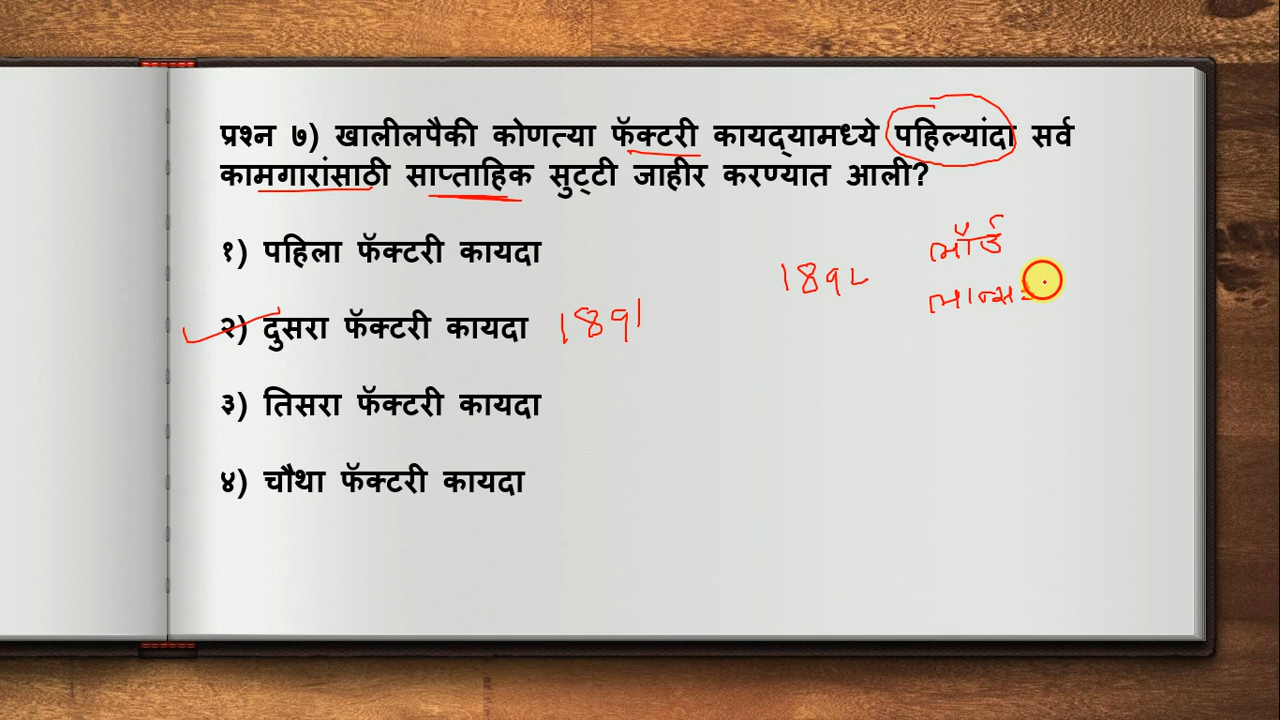 प्रश्न ७) खालीलपैकी कोणत्या फॅक्टरी कायद्यामध्ये पहिल्यांदा सर्व
कामगारांसाठी साप्ताहिक सुट्टी जाहीर करण्यात आली?
१) पहिला फॅक्टरी कायदा
लॉर्ड
189
२) दुसरा फॅक्टरी कायदा 1891
३) तिसरा फॅक्टरी कायदा
४) चौथा फॅक्टरी कायदा